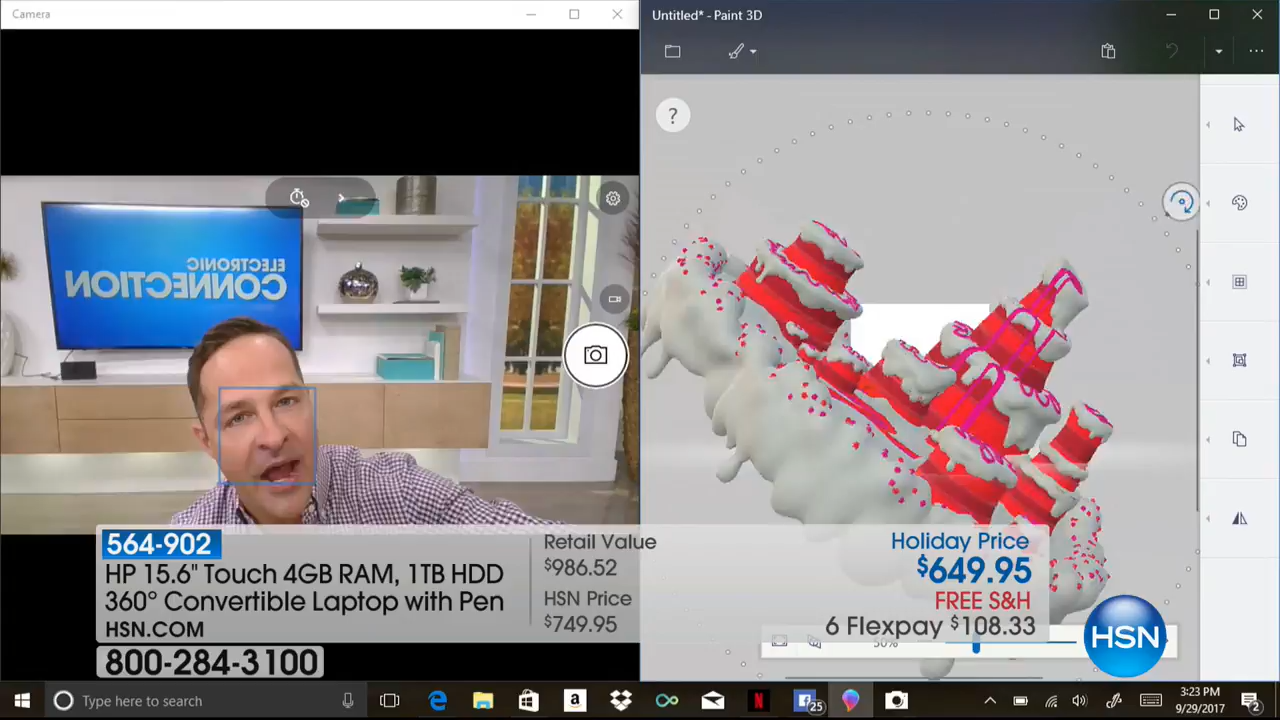 Camera
Untitled* - Paint 3D
?
ELECTRONIC
CONNECTION
564-902
HP 15.6" Touch 4GB RAM, 1TB HDD
360° Convertible Laptop with Pen
HSN.COM
800-284-3100
Retail Value
$986.52
HSN Price
$749.95
Holiday Price
$649.95
FREE S&H
6 Flexpay $108.33
HSN
50%
Type here to search
a
N
25
3:23 PM
9/29/2017
2